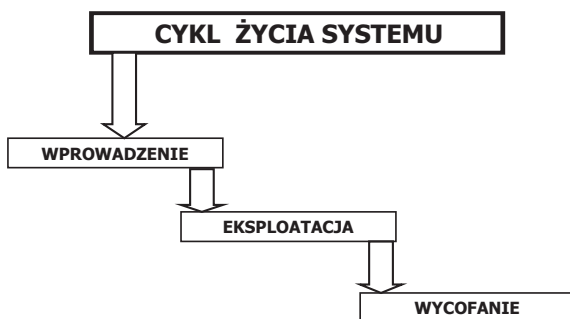 CYKL ŻYCIA SYSTEMU
WPROWADZENIE
EKSPLOATACJA
WYCOFANIE